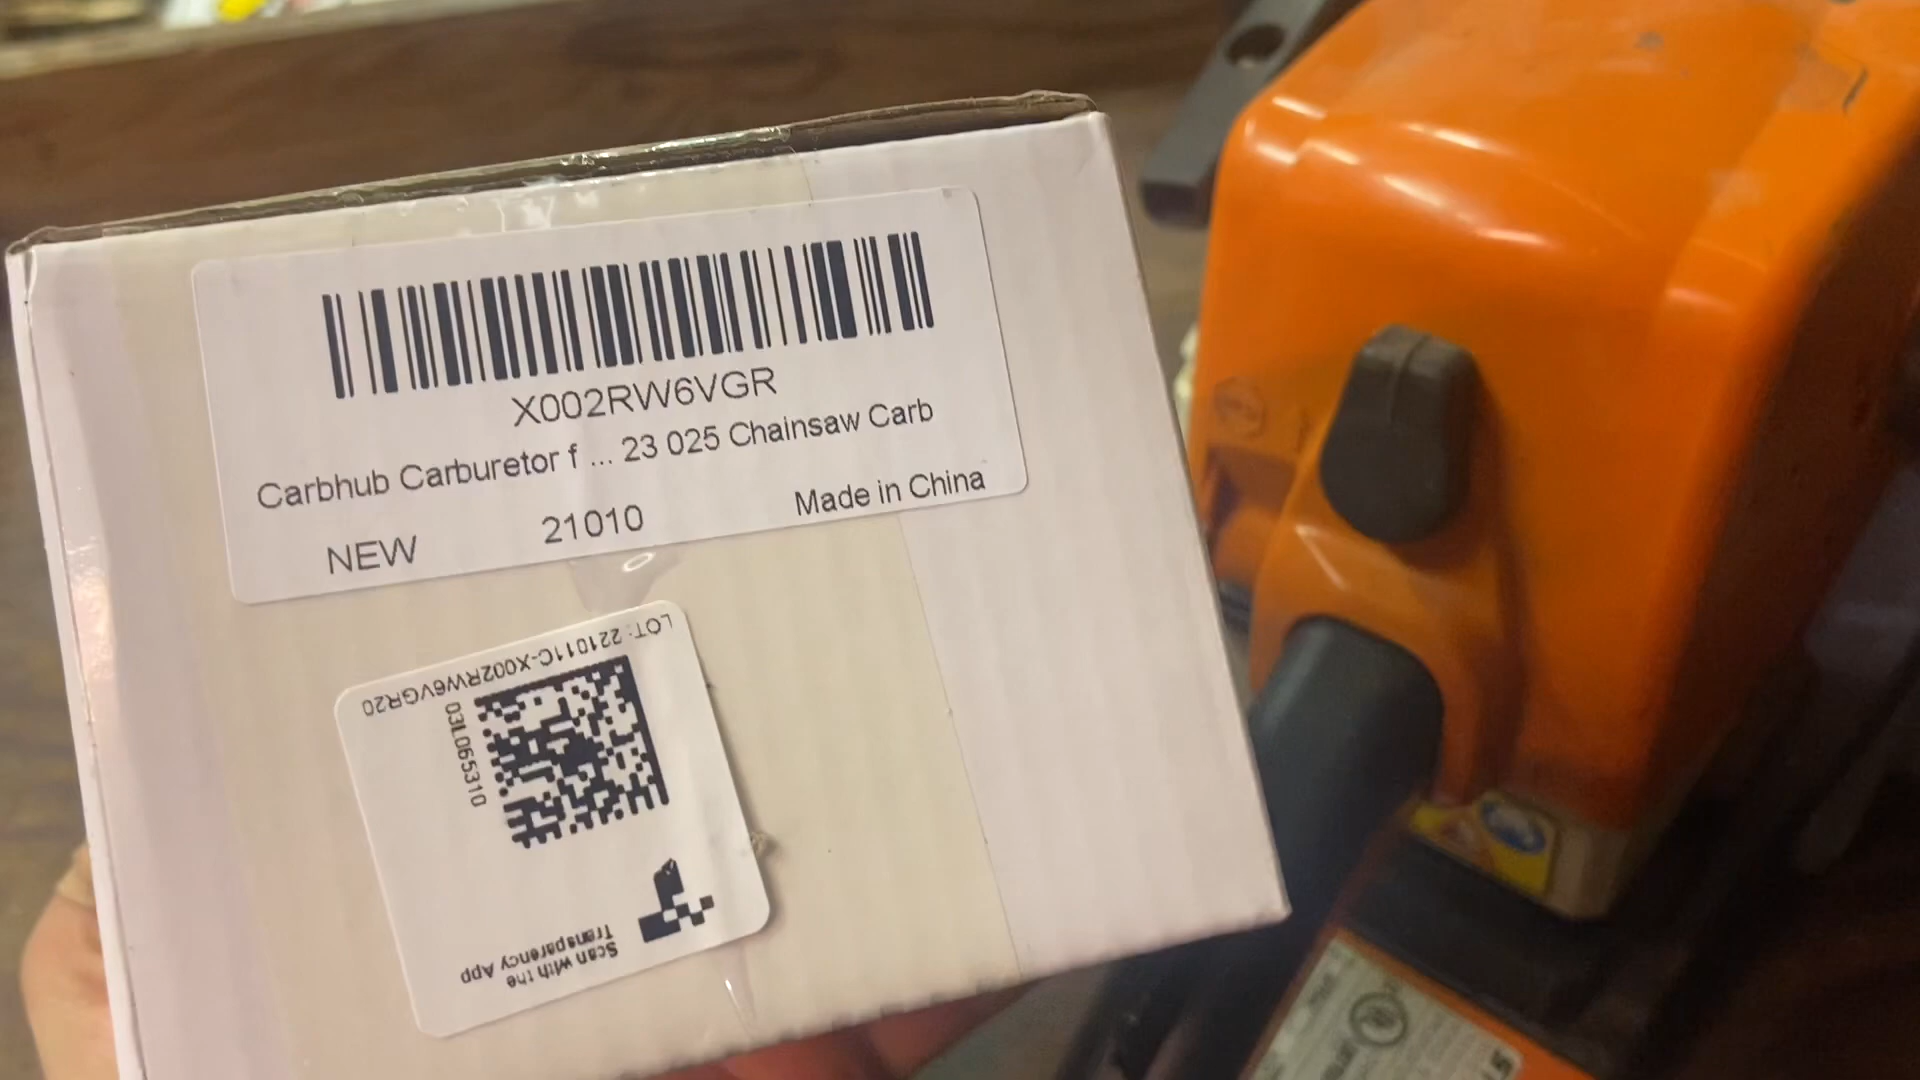 X002RW6VGR
Carbhub Carburetor f ... 23 025 Chainsaw Carb
NEW 21010 Made in China
LOT: 221011C-X002RW6VGR20
03L065310
Scan with the
Transparency App